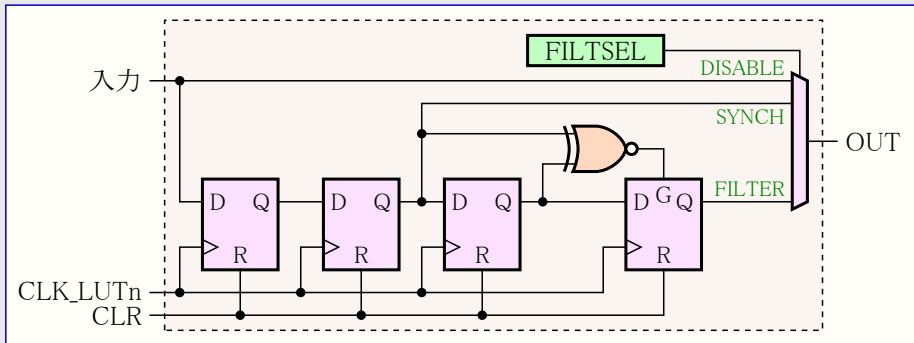 FILTSEL
入力
DISABLE
SYNCH
OUT
D Q
D Q
D Q
D G Q
FILTER
R
R
R
R
CLK_LUTn
CLR